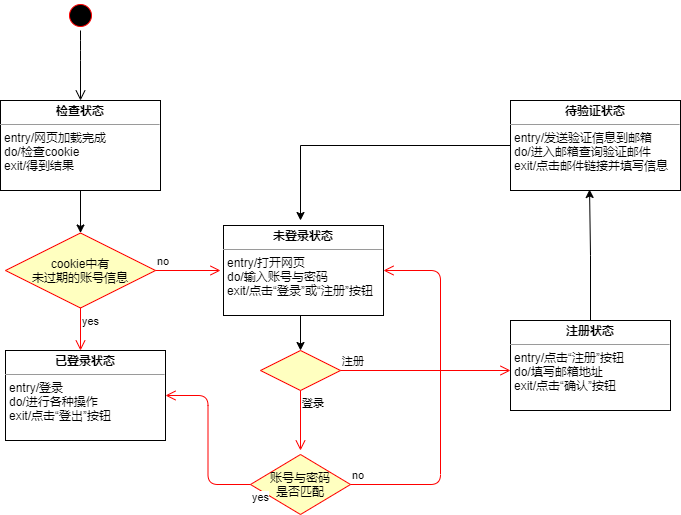 检查状态
entry/网页加载完成
do/检查cookie
exit/得到结果
待验证状态
entry/发送验证信息到邮箱
do/进入邮箱查询验证邮件
exit/点击邮件链接并填写信息
cookie中有
未过期的账号信息
no
yes
未登录状态
entry/打开网页
do/输入账号与密码
exit/点击“登录”或“注册”按钮
已登录状态
entry/登录
do/进行各种操作
exit/点击“登出”按钮
注册
登录
注册状态
entry/点击“注册”按钮
do/填写邮箱地址
exit/点击“确认”按钮
账号与密码
是否匹配
no
yes